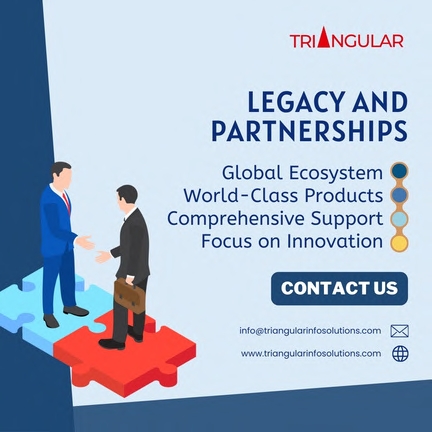 TRIANGULAR
LEGACY AND
PARTNERSHIPS
Global Ecosystem
World-Class Products
Comprehensive Support
Focus on Innovation
CONTACT US
info@triangularinfosolutions.com
www.triangularinfosolutions.com